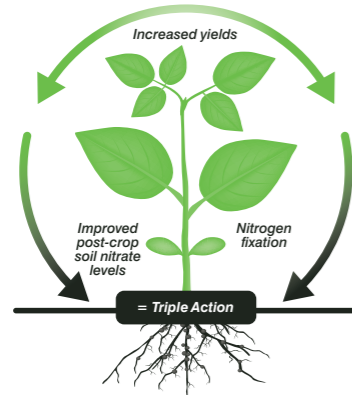 Increased yields
Improved
post-crop
soil nitrate
levels
Nitrogen
fixation
= Triple Action